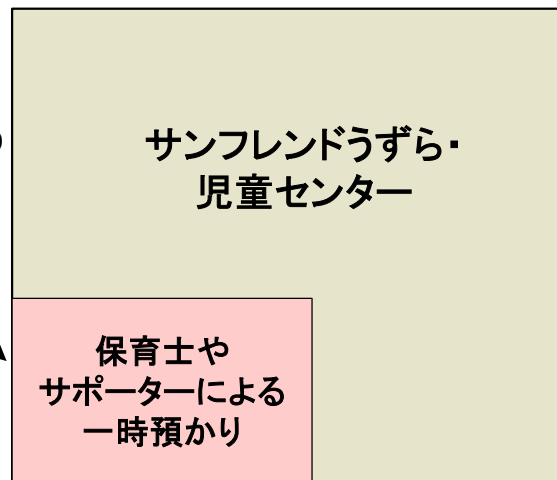 サンフレンドうずら・
児童センター
保育士や
サポーターによる
一時預かり